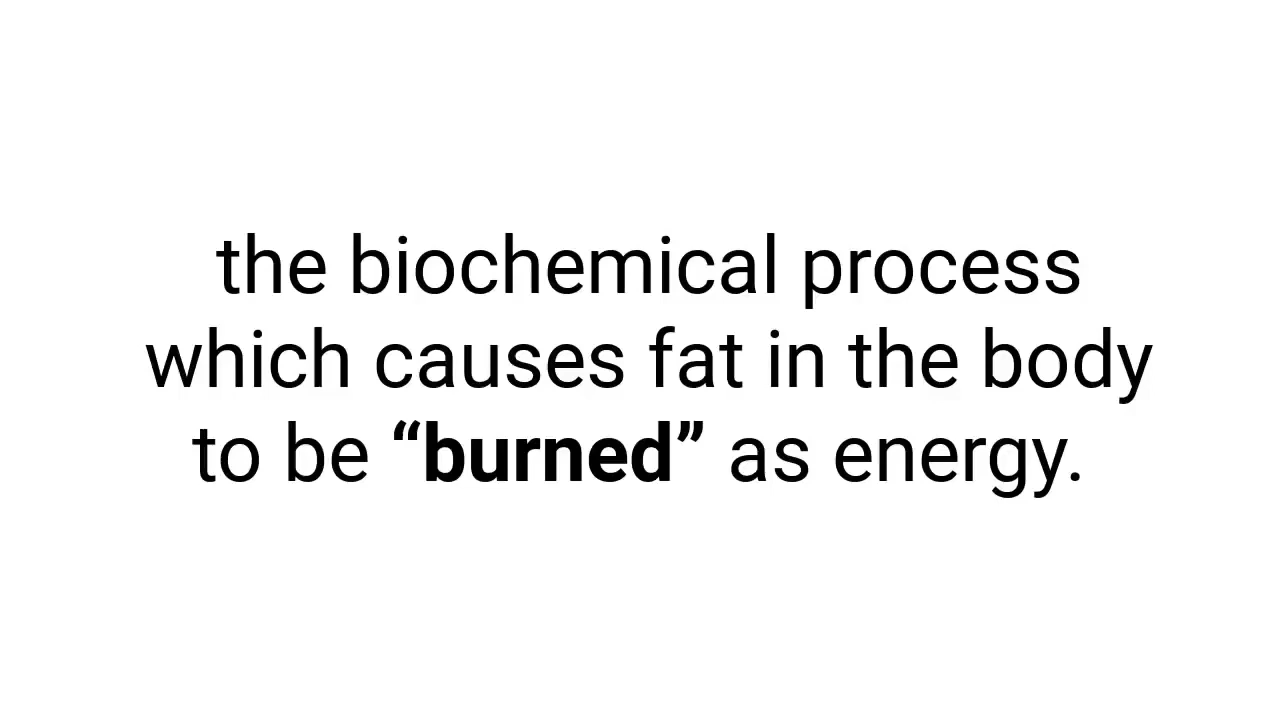 the biochemical process
which causes fat in the body
to be “burned” as energy.